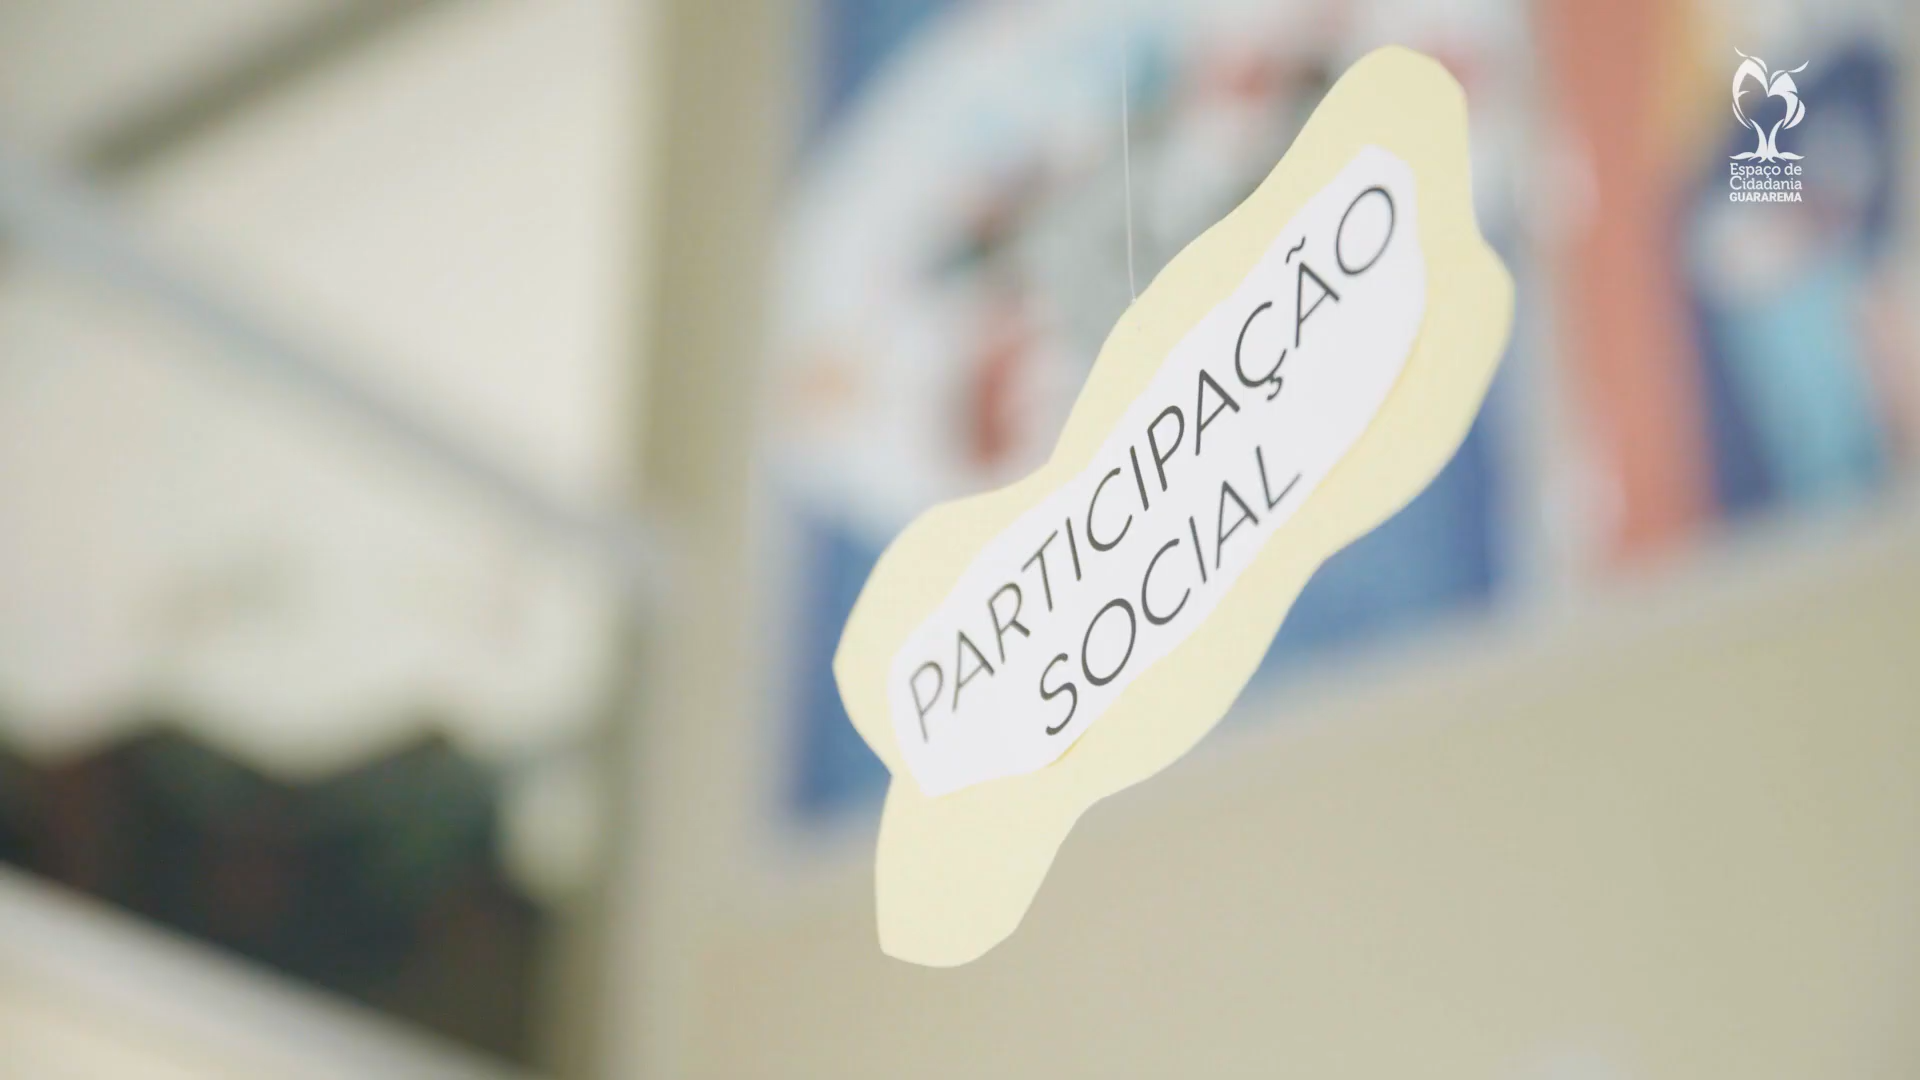 PARTICIPAÇÃO
SOCIAL
Espaço de
Cidadania
GUARAREMA